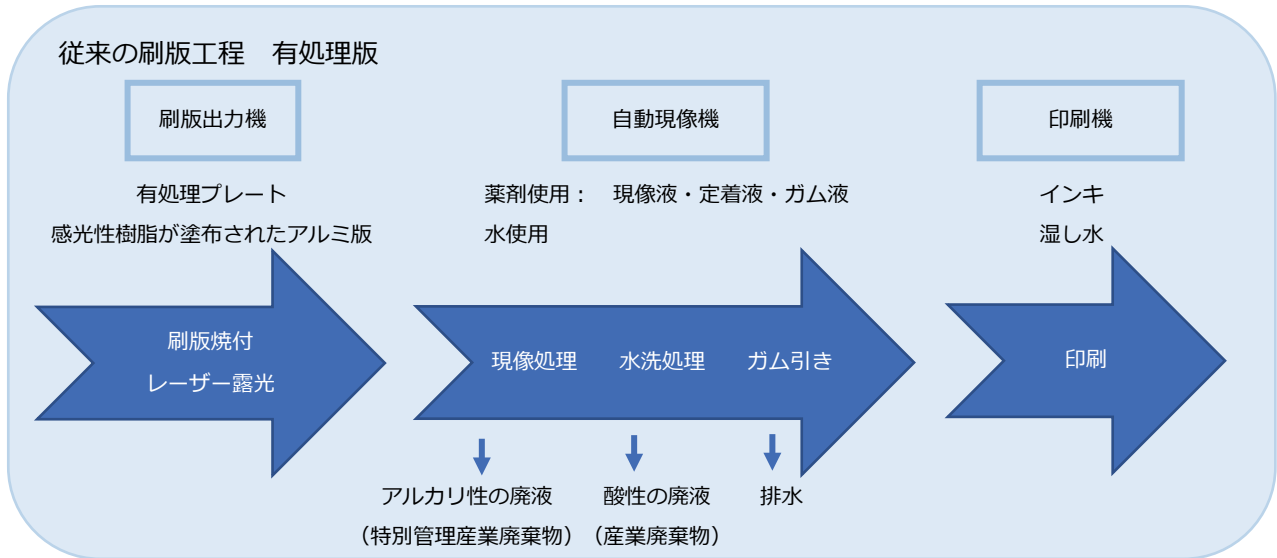 従来の刷版工程　有処理版
刷版出力機
自動現像機
印刷機
有処理プレート
感光性樹脂が塗布されたアルミ版
薬剤使用：　現像液・定着液・ガム液
水使用
インキ
湿し水
刷版焼付
レーザー露光
現像処理　水洗処理　ガム引き
印刷
アルカリ性の廃液
（特別管理産業廃棄物）
酸性の廃液
（産業廃棄物）
排水